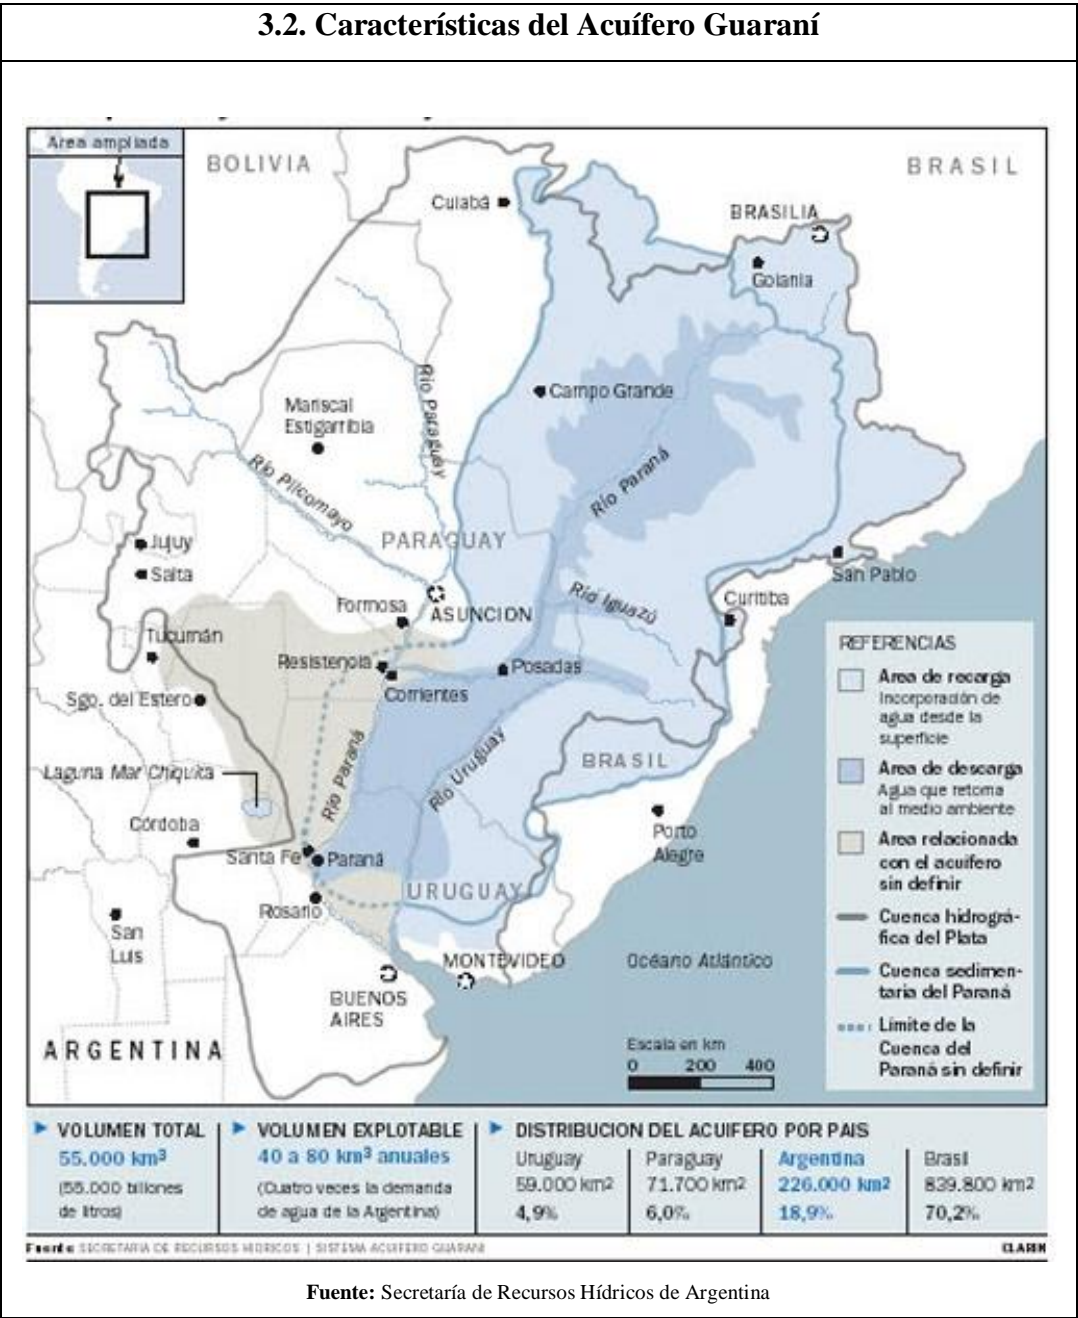 3.2. Características del Acuífero Guaraní
Area ampliada
BOLIVIA
BRASIL
Cuiabá
BRASILIA
Goiania
Campo Grande
Río Paraguay
Mariscal
Estigarribia
Río Pilcomayo
Río Paraná
PARAGUAY
Jujuy
Salta
San Pablo
Formosa
ASUNCION
Río Iguazú
Curitiba
Tucumán
Resistencia
Posadas
Corrientes
Sgo. del Estero
Río Paraná
Río Uruguay
BRASIL
Laguna Mar Chiquita
Córdoba
Porto
Alegre
Santa Fe
Paraná
URUGUAY
Rosario
San
Luis
MONTEVIDEO
Océano Atlántico
BUENOS
AIRES
ARGENTINA
Escala en km
0 200 400
REFERENCIAS
Area de recarga
Incorporación de
agua desde la
superficie
Area de descarga
Agua que retorna
al medio ambiente
Area relacionada
con el acuífero
sin definir
Cuenca hidrográ-
fica del Plata
Cuenca sedimen-
taria del Paraná
Límite de la
Cuenca del
Paraná sin definir
VOLUMEN TOTAL
55.000 km³
(55.000 billones
de litros)
VOLUMEN EXPLOTABLE
40 a 80 km³ anuales
(Cuatro veces la demanda
de agua de la Argentina)
DISTRIBUCION DEL ACUIFERO POR PAIS
Uruguay Paraguay Argentina Brasil
59.000 km2 71.700 km2 226.000 km2 839.800 km2
4,9% 6,0% 18,9% 70,2%
Fuente SECRETARIA DE RECURSOS HIDRICOS | SISTEMA ACUIFERO GUARANI CLARIN
Fuente: Secretaría de Recursos Hídricos de Argentina